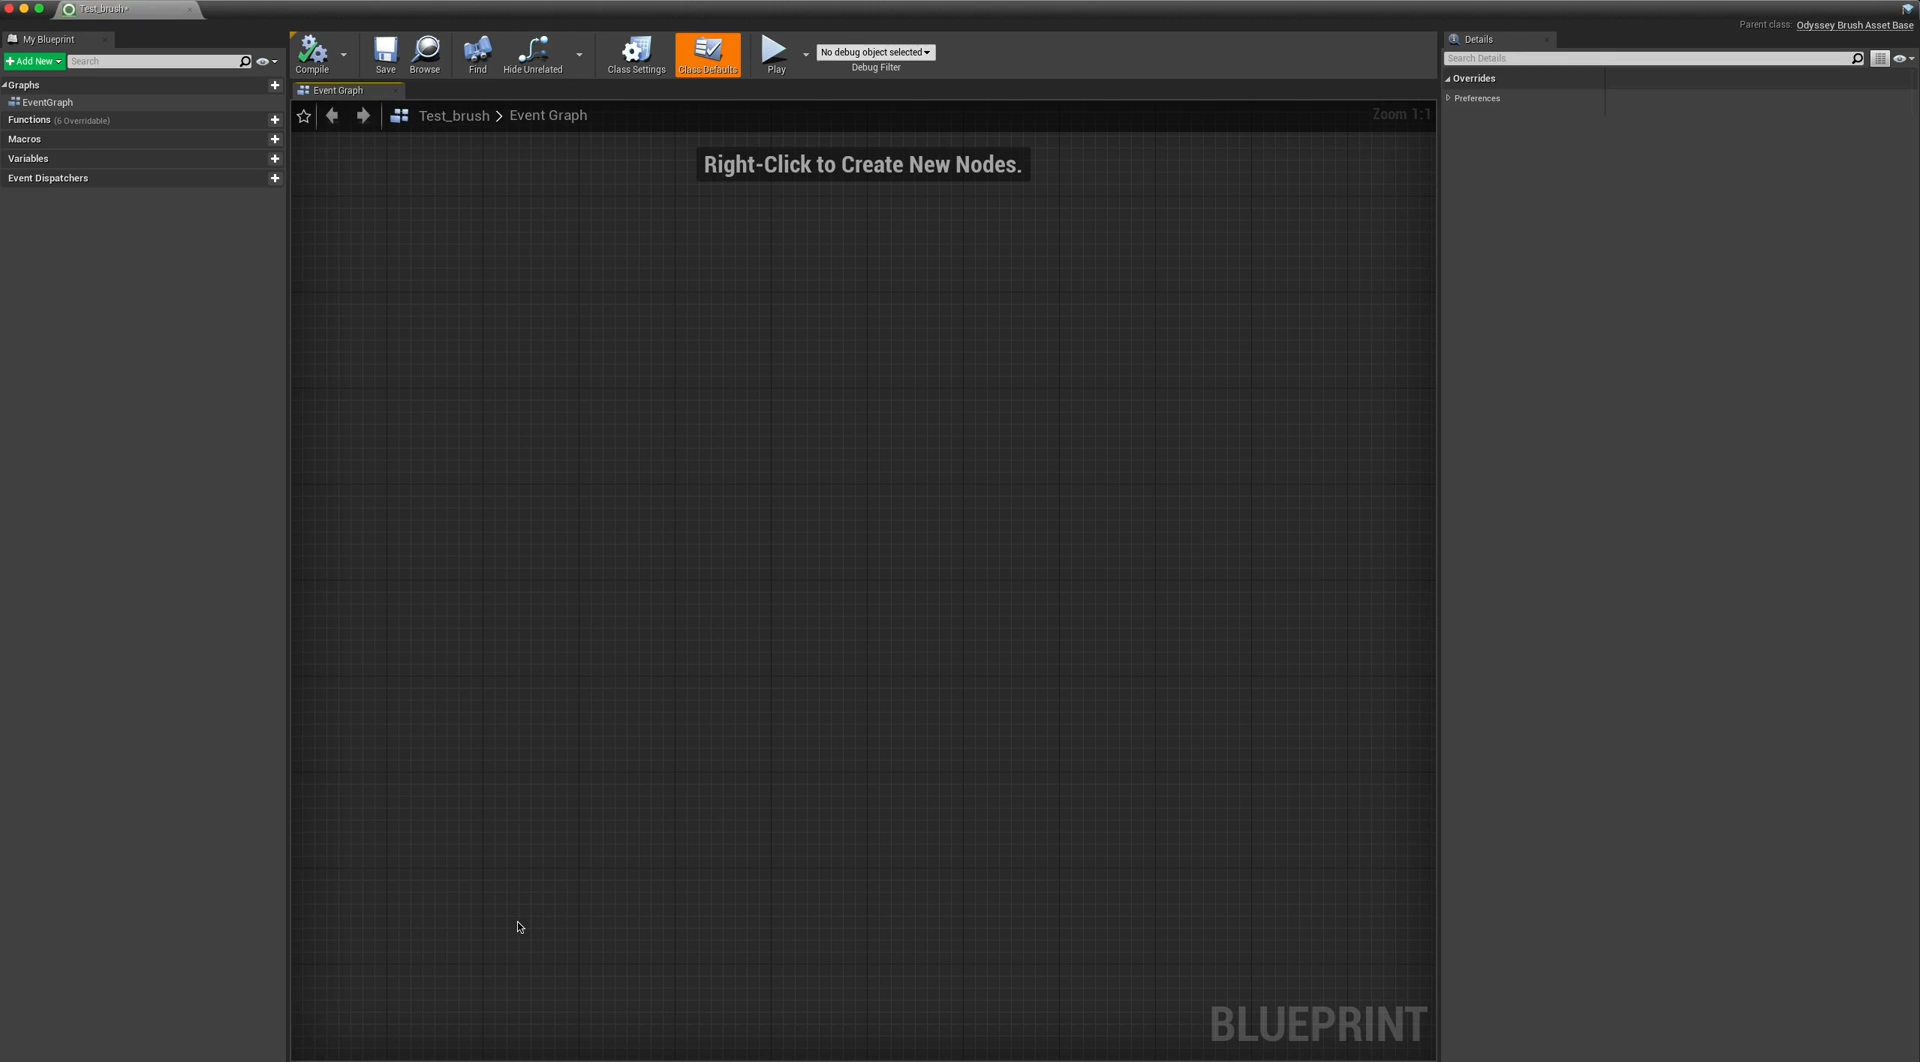 Test_brush*
Parent class: Odyssey Brush Asset Base
My Blueprint
Add New
Search
Graphs
EventGraph
Functions (6 Overridable)
Macros
Variables
Event Dispatchers
Compile
Save
Browse
Find
Hide Unrelated
Class Settings
Class Defaults
Play
No debug object selected
Debug Filter
Event Graph
Test_brush > Event Graph
Zoom 1:1
Right-Click to Create New Nodes.
BLUEPRINT
Details
Search Details
Overrides
Preferences